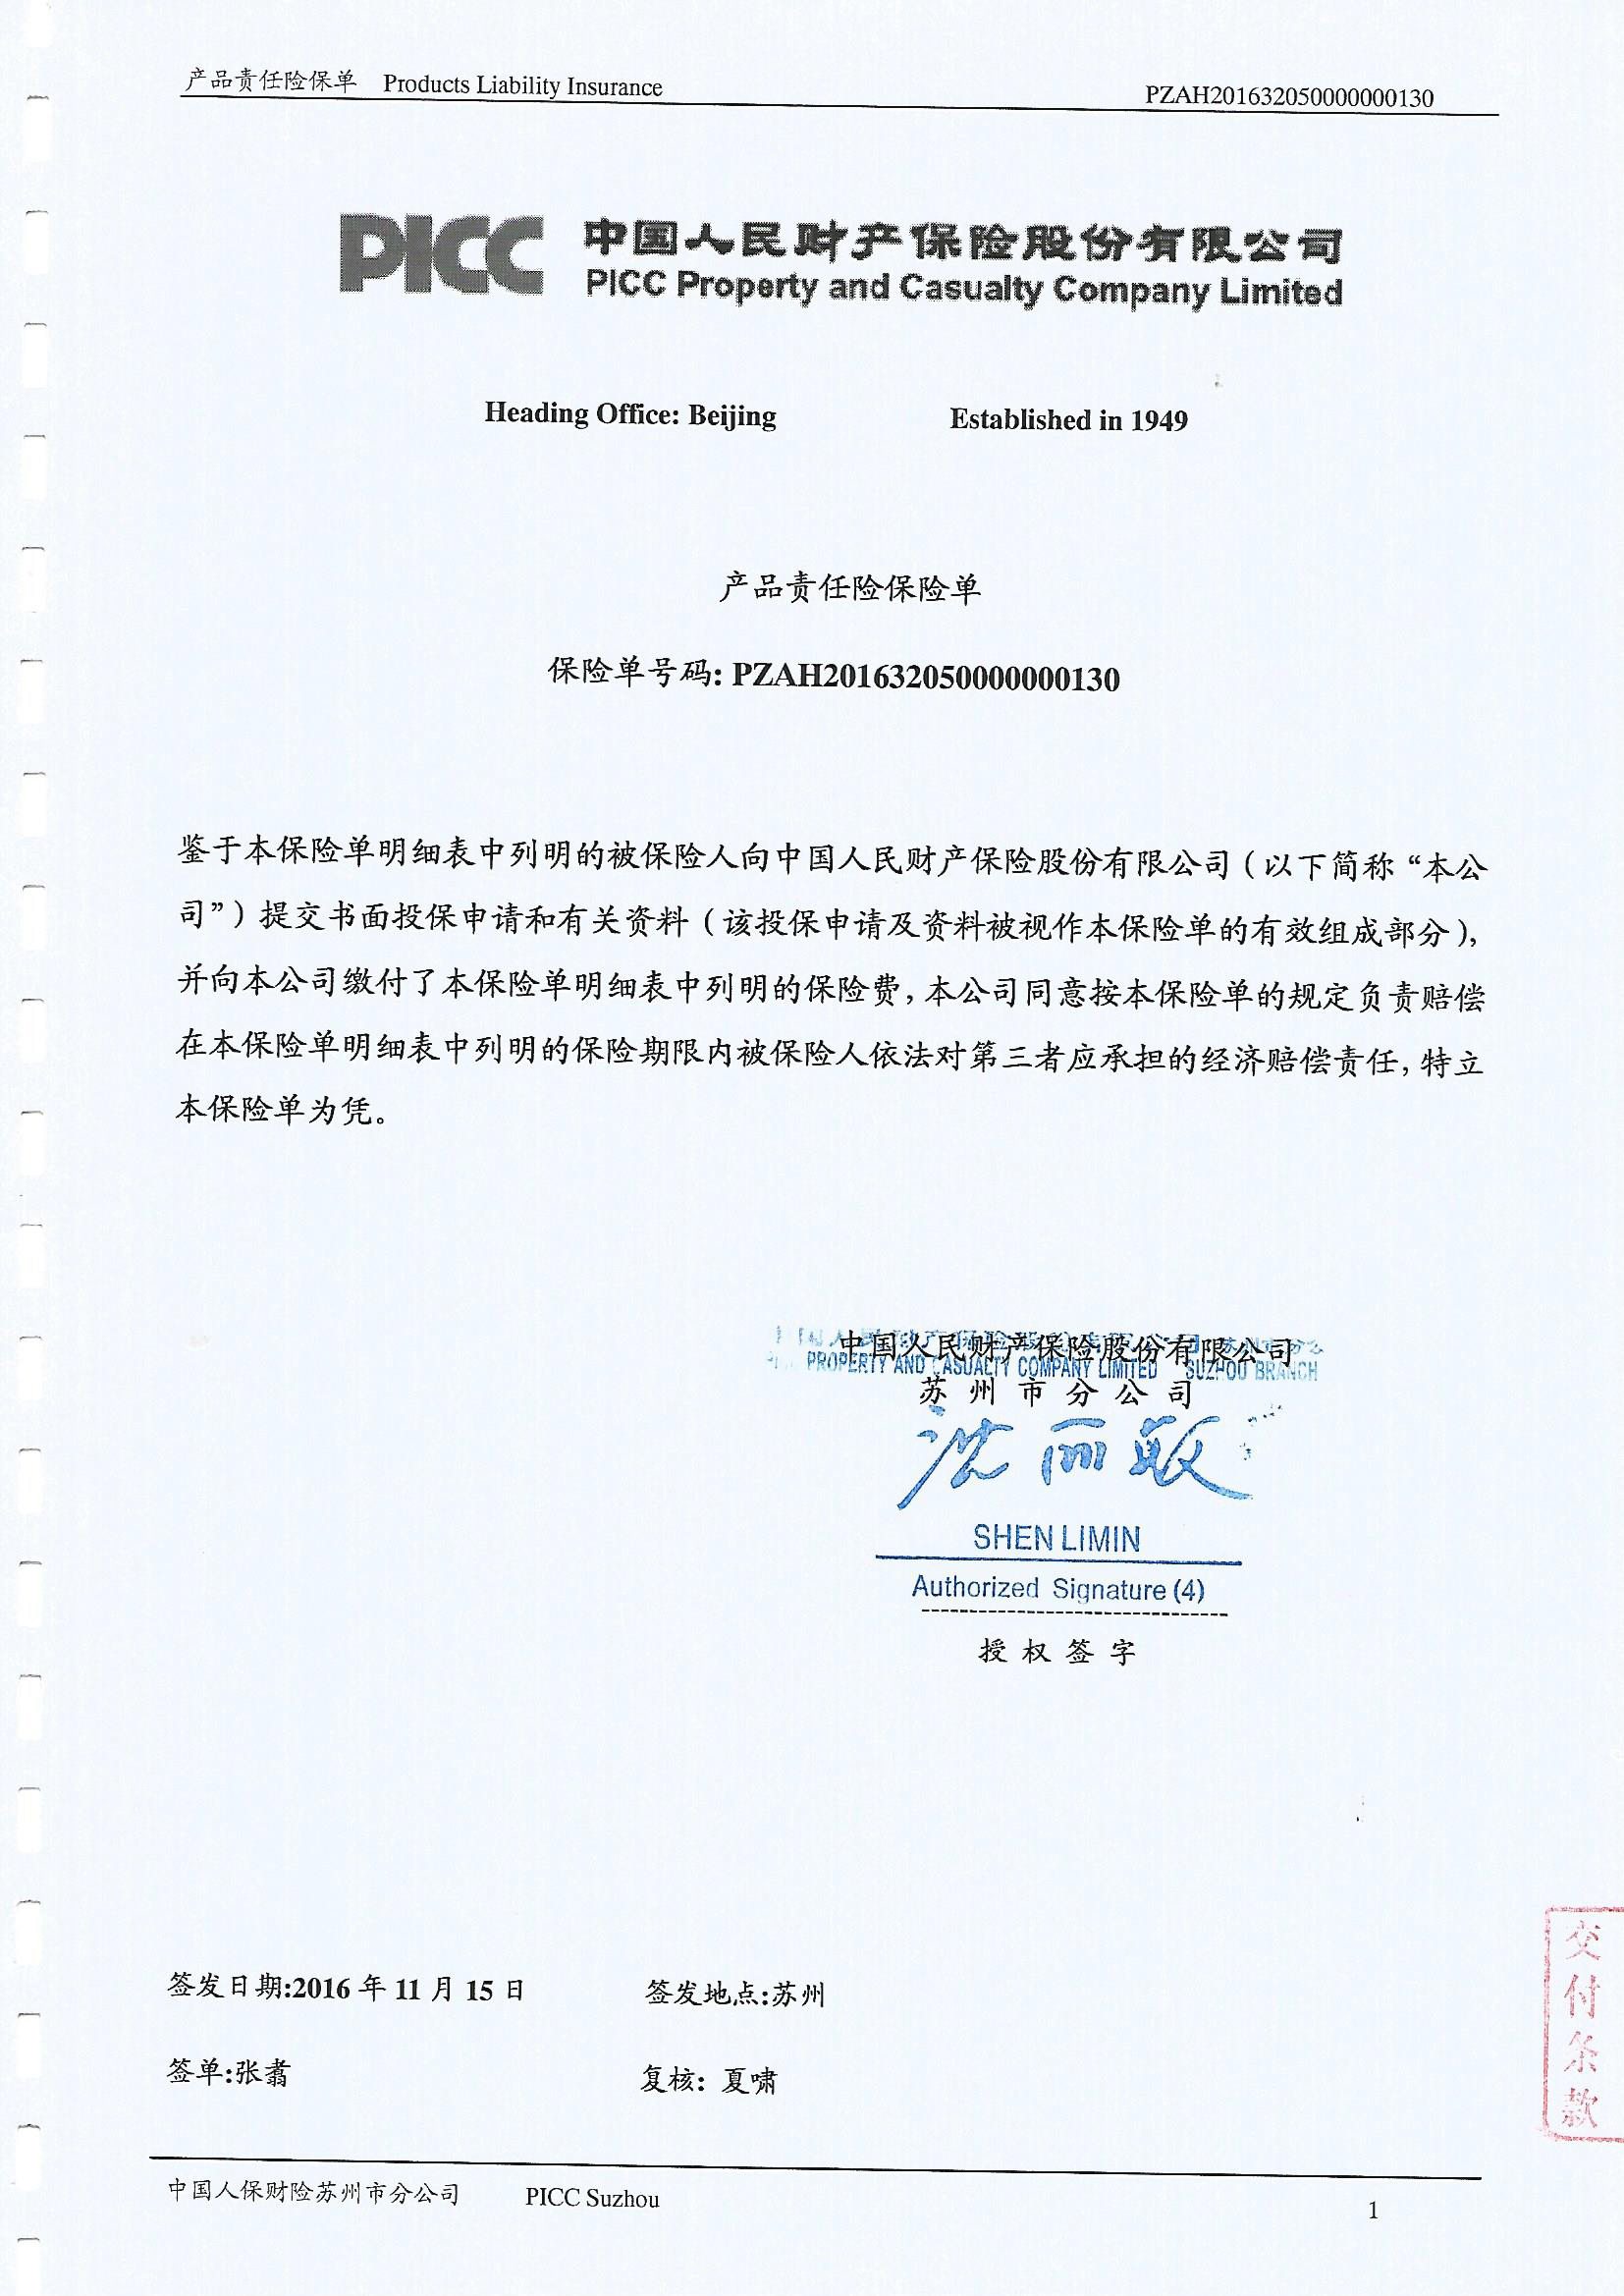 产品责任险保单 Products Liability Insurance PZAH201632050000000130
PICC 中国人民财产保险股份有限公司
PICC Property and Casualty Company Limited
Heading Office: Beijing Established in 1949
产品责任险保险单
保险单号码: PZAH201632050000000130
鉴于本保险单明细表中列明的被保险人向中国人民财产保险股份有限公司（以下简称“本公
司”）提交书面投保申请和有关资料（该投保申请及资料被视作本保险单的有效组成部分），
并向本公司缴付了本保险单明细表中列明的保险费，本公司同意按本保险单的规定负责赔偿
在本保险单明细表中列明的保险期限内被保险人依法对第三者应承担的经济赔偿责任，特立
本保险单为凭。
中国人民财产保险股份有限公司
PROPERTY AND CASUALTY COMPANY LIMITED SUZHOU BRANCH
苏州市分公司
沈丽敏
SHEN LIMIN
Authorized Signature (4)
授权签字
签发日期:2016 年 11 月 15 日 签发地点:苏州
签单:张翥 复核: 夏啸
交付条款
中国人保财险苏州市分公司 PICC Suzhou 1